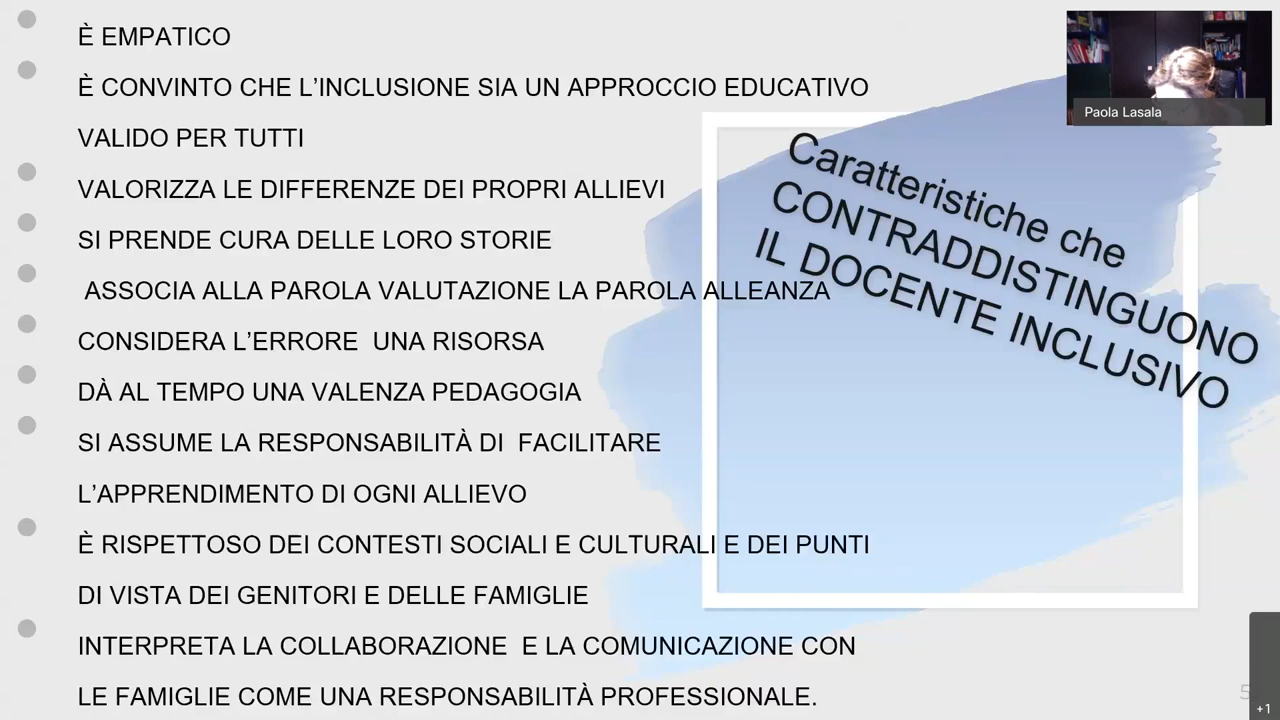 È EMPATICO
È CONVINTO CHE L’INCLUSIONE SIA UN APPROCCIO EDUCATIVO
VALIDO PER TUTTI
VALORIZZA LE DIFFERENZE DEI PROPRI ALLIEVI
SI PRENDE CURA DELLE LORO STORIE
ASSOCIA ALLA PAROLA VALUTAZIONE LA PAROLA ALLEANZA
CONSIDERA L’ERRORE UNA RISORSA
DÀ AL TEMPO UNA VALENZA PEDAGOGIA
SI ASSUME LA RESPONSABILITÀ DI FACILITARE
L’APPRENDIMENTO DI OGNI ALLIEVO
È RISPETTOSO DEI CONTESTI SOCIALI E CULTURALI E DEI PUNTI
DI VISTA DEI GENITORI E DELLE FAMIGLIE
INTERPRETA LA COLLABORAZIONE E LA COMUNICAZIONE CON
LE FAMIGLIE COME UNA RESPONSABILITÀ PROFESSIONALE.
Caratteristiche che
CONTRADDISTINGUONO
IL DOCENTE INCLUSIVO
Paola Lasala
5
+1